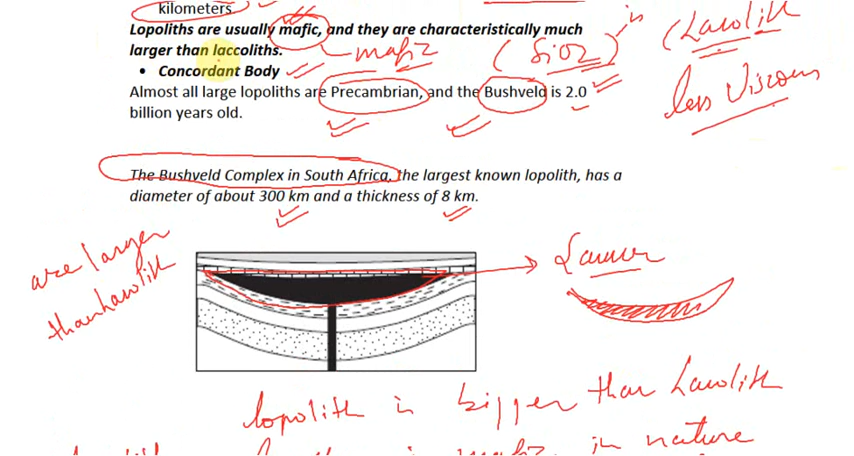 kilometers
Lopoliths are usually mafic, and they are characteristically much
larger than laccoliths.
mafic
(SiO2)
is
Less Viscous
• Concordant Body
Almost all large lopoliths are Precambrian, and the Bushveld is 2.0
billion years old.
The Bushveld Complex in South Africa, the largest known lopolith, has a
diameter of about 300 km and a thickness of 8 km.
are larger
than
lopolith is bigger than
in nature